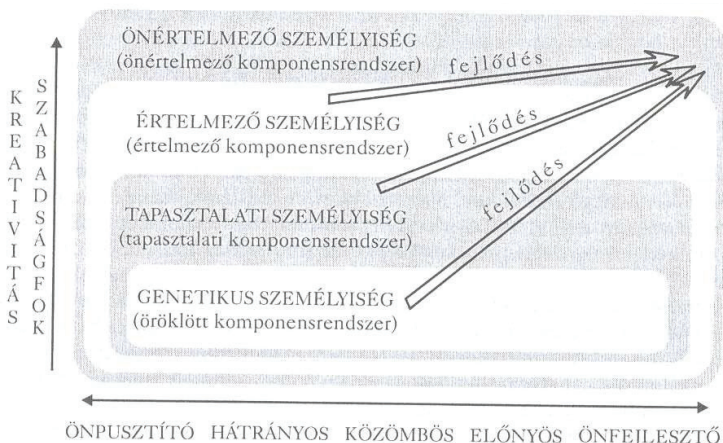 KREATIVITÁS
SZABADSÁGFOK
ÖNÉRTELMEZŐ SZEMÉLYISÉG
(önértelmező komponensrendszer)
fejlődés
ÉRTELMEZŐ SZEMÉLYISÉG
(értelmező komponensrendszer)
fejlődés
TAPASZTALATI SZEMÉLYISÉG
(tapasztalati komponensrendszer)
fejlődés
GENETIKUS SZEMÉLYISÉG
(öröklött komponensrendszer)
ÖNPUSZTÍTÓ HÁTRÁNYOS KÖZÖMBÖS ELŐNYÖS ÖNFEJLESZTŐ